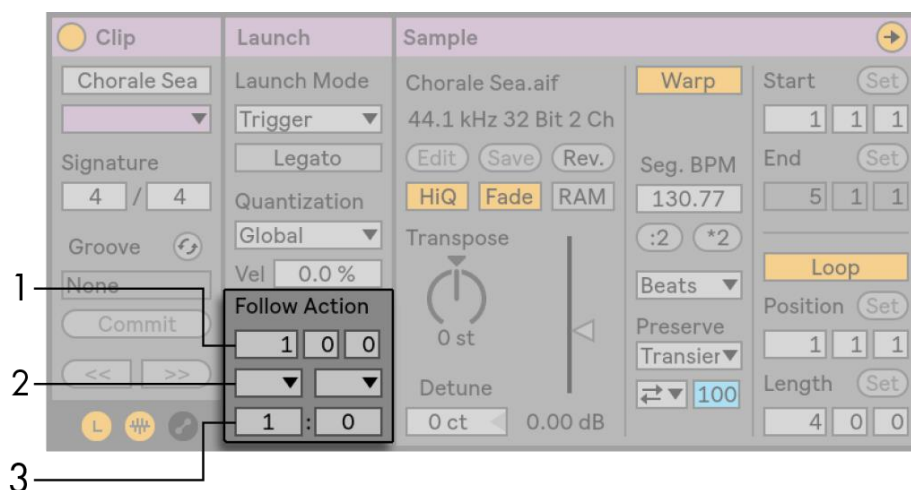 Clip
Chorale Sea
Signature
4 / 4
Groove
None
Commit
<< >>
L
Launch
Launch Mode
Trigger
Legato
Quantization
Global
Vel 0.0 %
Follow Action
1 0 0
1 : 0
1
2
3
Sample
Chorale Sea.aif
44.1 kHz 32 Bit 2 Ch
Edit Save Rev.
HiQ Fade RAM
Transpose
0 st
Detune
0 ct 0.00 dB
Warp
Seg. BPM
130.77
:2 *2
Beats
Preserve
Transier
100
Start Set
1 1 1
End Set
5 1 1
Loop
Position Set
1 1 1
Length Set
4 0 0